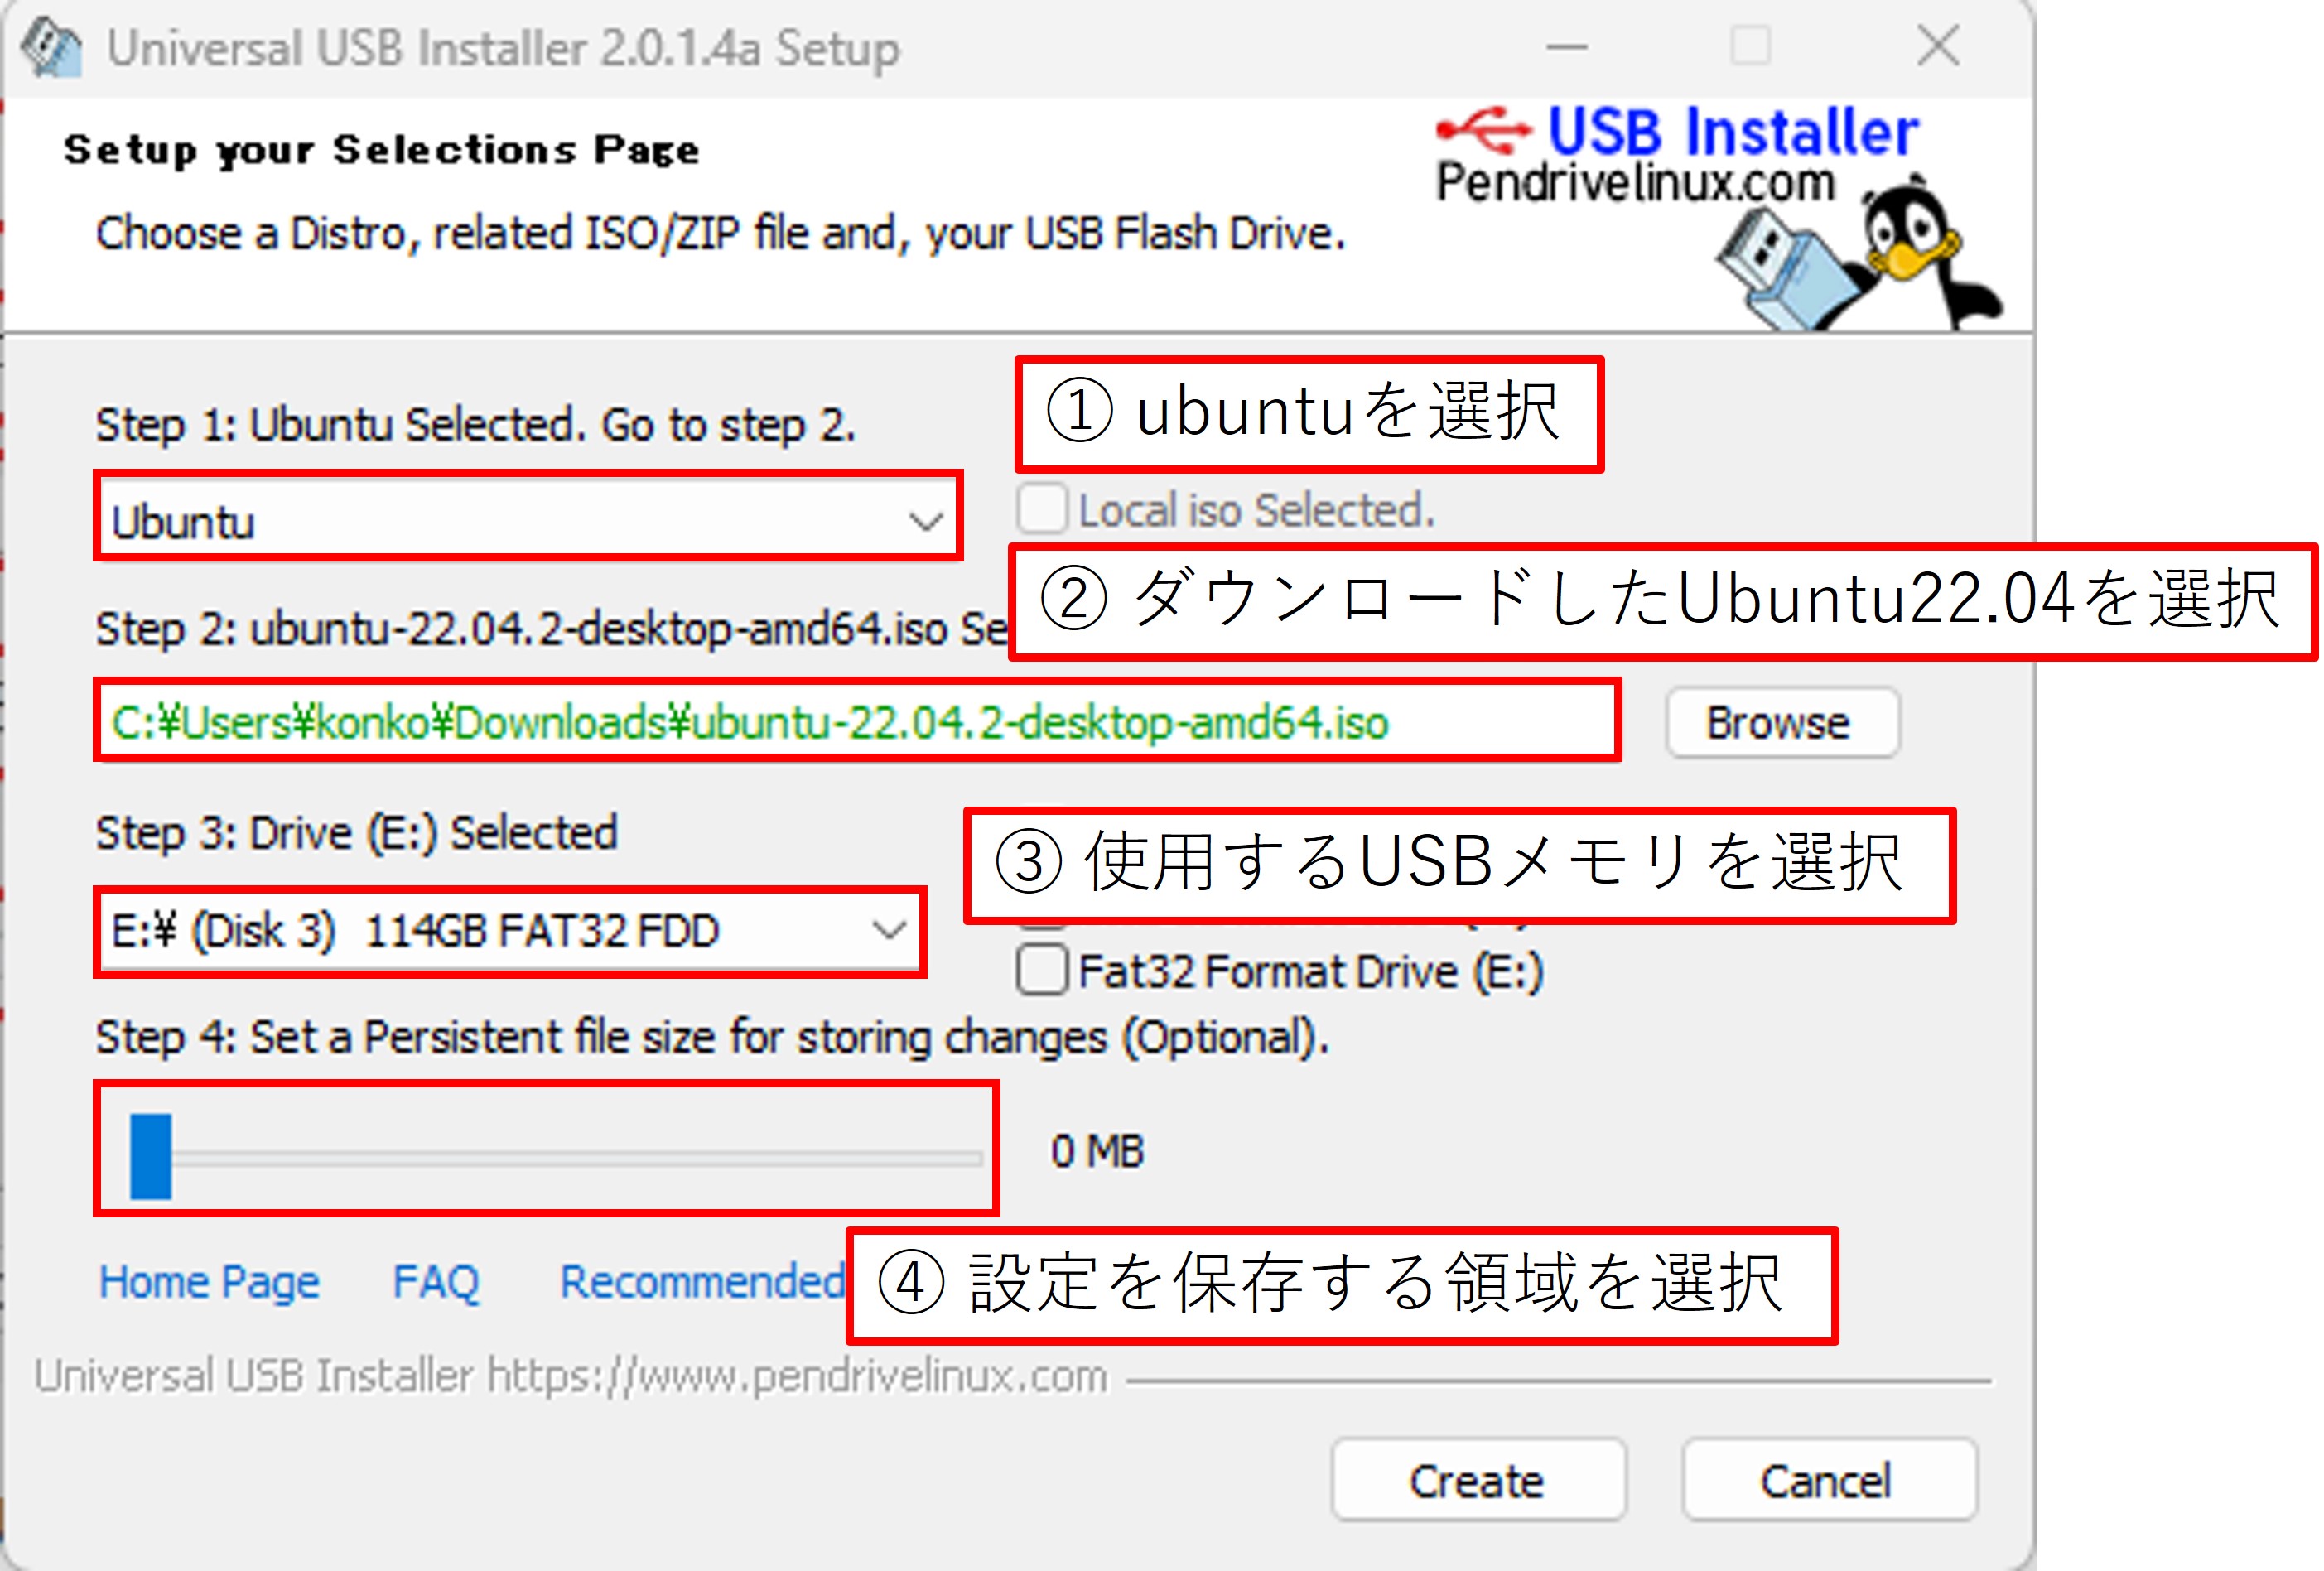 Universal USB Installer 2.0.1.4a Setup
Setup your Selections Page
Choose a Distro, related ISO/ZIP file and, your USB Flash Drive.
USB Installer
Pendrivelinux.com
Step 1: Ubuntu Selected. Go to step 2.
① ubuntuを選択
Ubuntu
Local iso Selected.
Step 2: ubuntu-22.04.2-desktop-amd64.iso Se
② ダウンロードしたUbuntu22.04を選択
C:¥Users¥konko¥Downloads¥ubuntu-22.04.2-desktop-amd64.iso
Browse
Step 3: Drive (E:) Selected
③ 使用するUSBメモリを選択
E:¥ (Disk 3) 114GB FAT32 FDD
Fat32 Format Drive (E:)
Step 4: Set a Persistent file size for storing changes (Optional).
0 MB
Home Page
FAQ
Recommended
④ 設定を保存する領域を選択
Universal USB Installer https://www.pendrivelinux.com
Create
Cancel